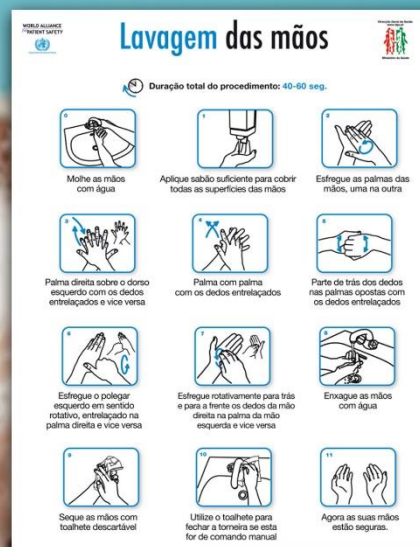 WORLD ALLIANCE
for PATIENT SAFETY
Lavagem das mãos
Ministério da Saúde
Duração total do procedimento: 40-60 seg.
0
Molhe as mãos
com água
1
Aplique sabão suficiente para cobrir
todas as superfícies das mãos
2
Esfregue as palmas das
mãos, uma na outra
3
Palma direita sobre o dorso
esquerdo com os dedos
entrelaçados e vice versa
4
Palma com palma
com os dedos entrelaçados
5
Parte de trás dos dedos
nas palmas opostas com
os dedos entrelaçados
6
Esfregue o polegar
esquerdo em sentido
rotativo, entrelaçado na
palma direita e vice versa
7
Esfregue rotativamente para trás
e para a frente os dedos da mão
direita na palma da mão
esquerda e vice versa
Enxague as mãos
com água
9
Seque as mãos com
toalhete descartável
10
Utilize o toalhete para
fechar a torneira se esta
for de comando manual
11
Agora as suas mãos
estão seguras.